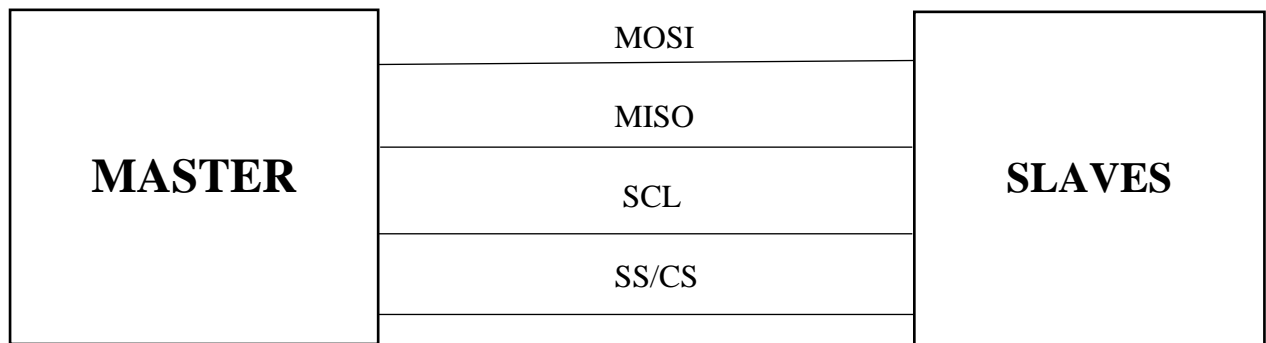 MOSI
MISO
MASTER
SLAVES
SCL
SS/CS